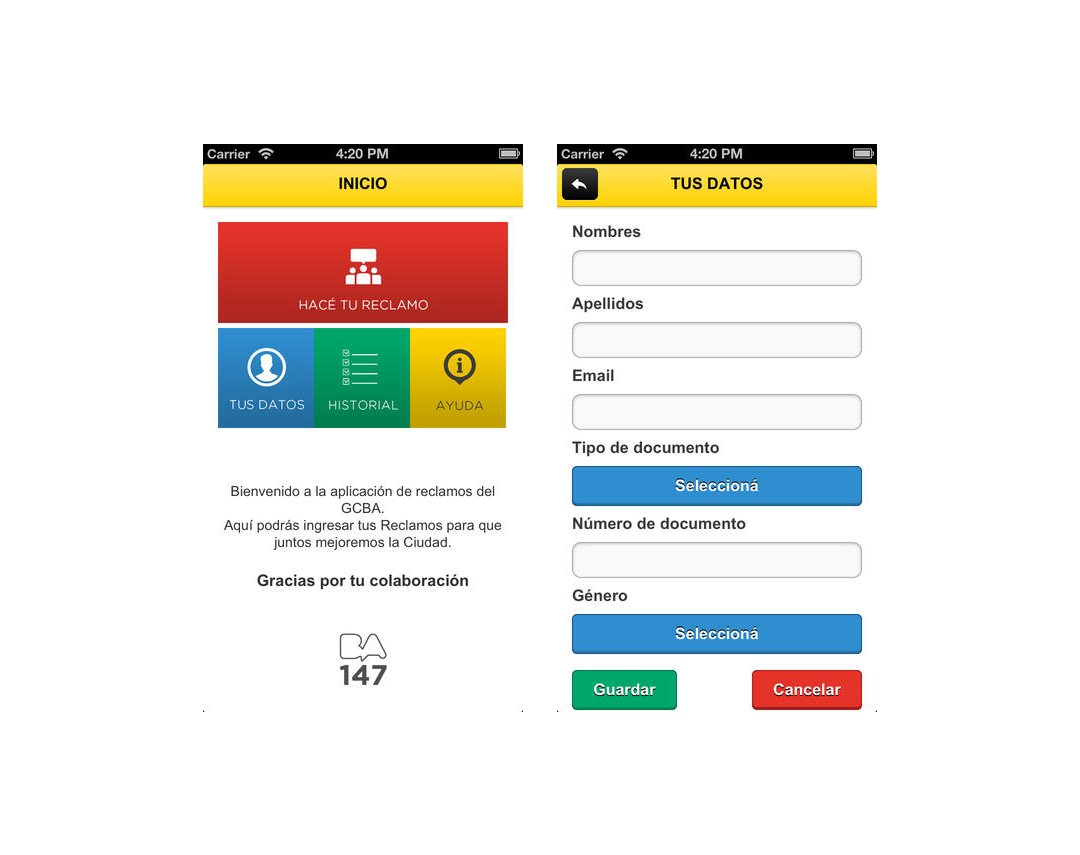 Carrier 4:20 PM
INICIO
HACÉ TU RECLAMO
TUS DATOS HISTORIAL AYUDA
Bienvenido a la aplicación de reclamos del
GCBA.
Aquí podrás ingresar tus Reclamos para que
juntos mejoremos la Ciudad.
Gracias por tu colaboración
BA
147
Carrier 4:20 PM
TUS DATOS
Nombres
Apellidos
Email
Tipo de documento
Seleccioná
Número de documento
Género
Seleccioná
Guardar Cancelar